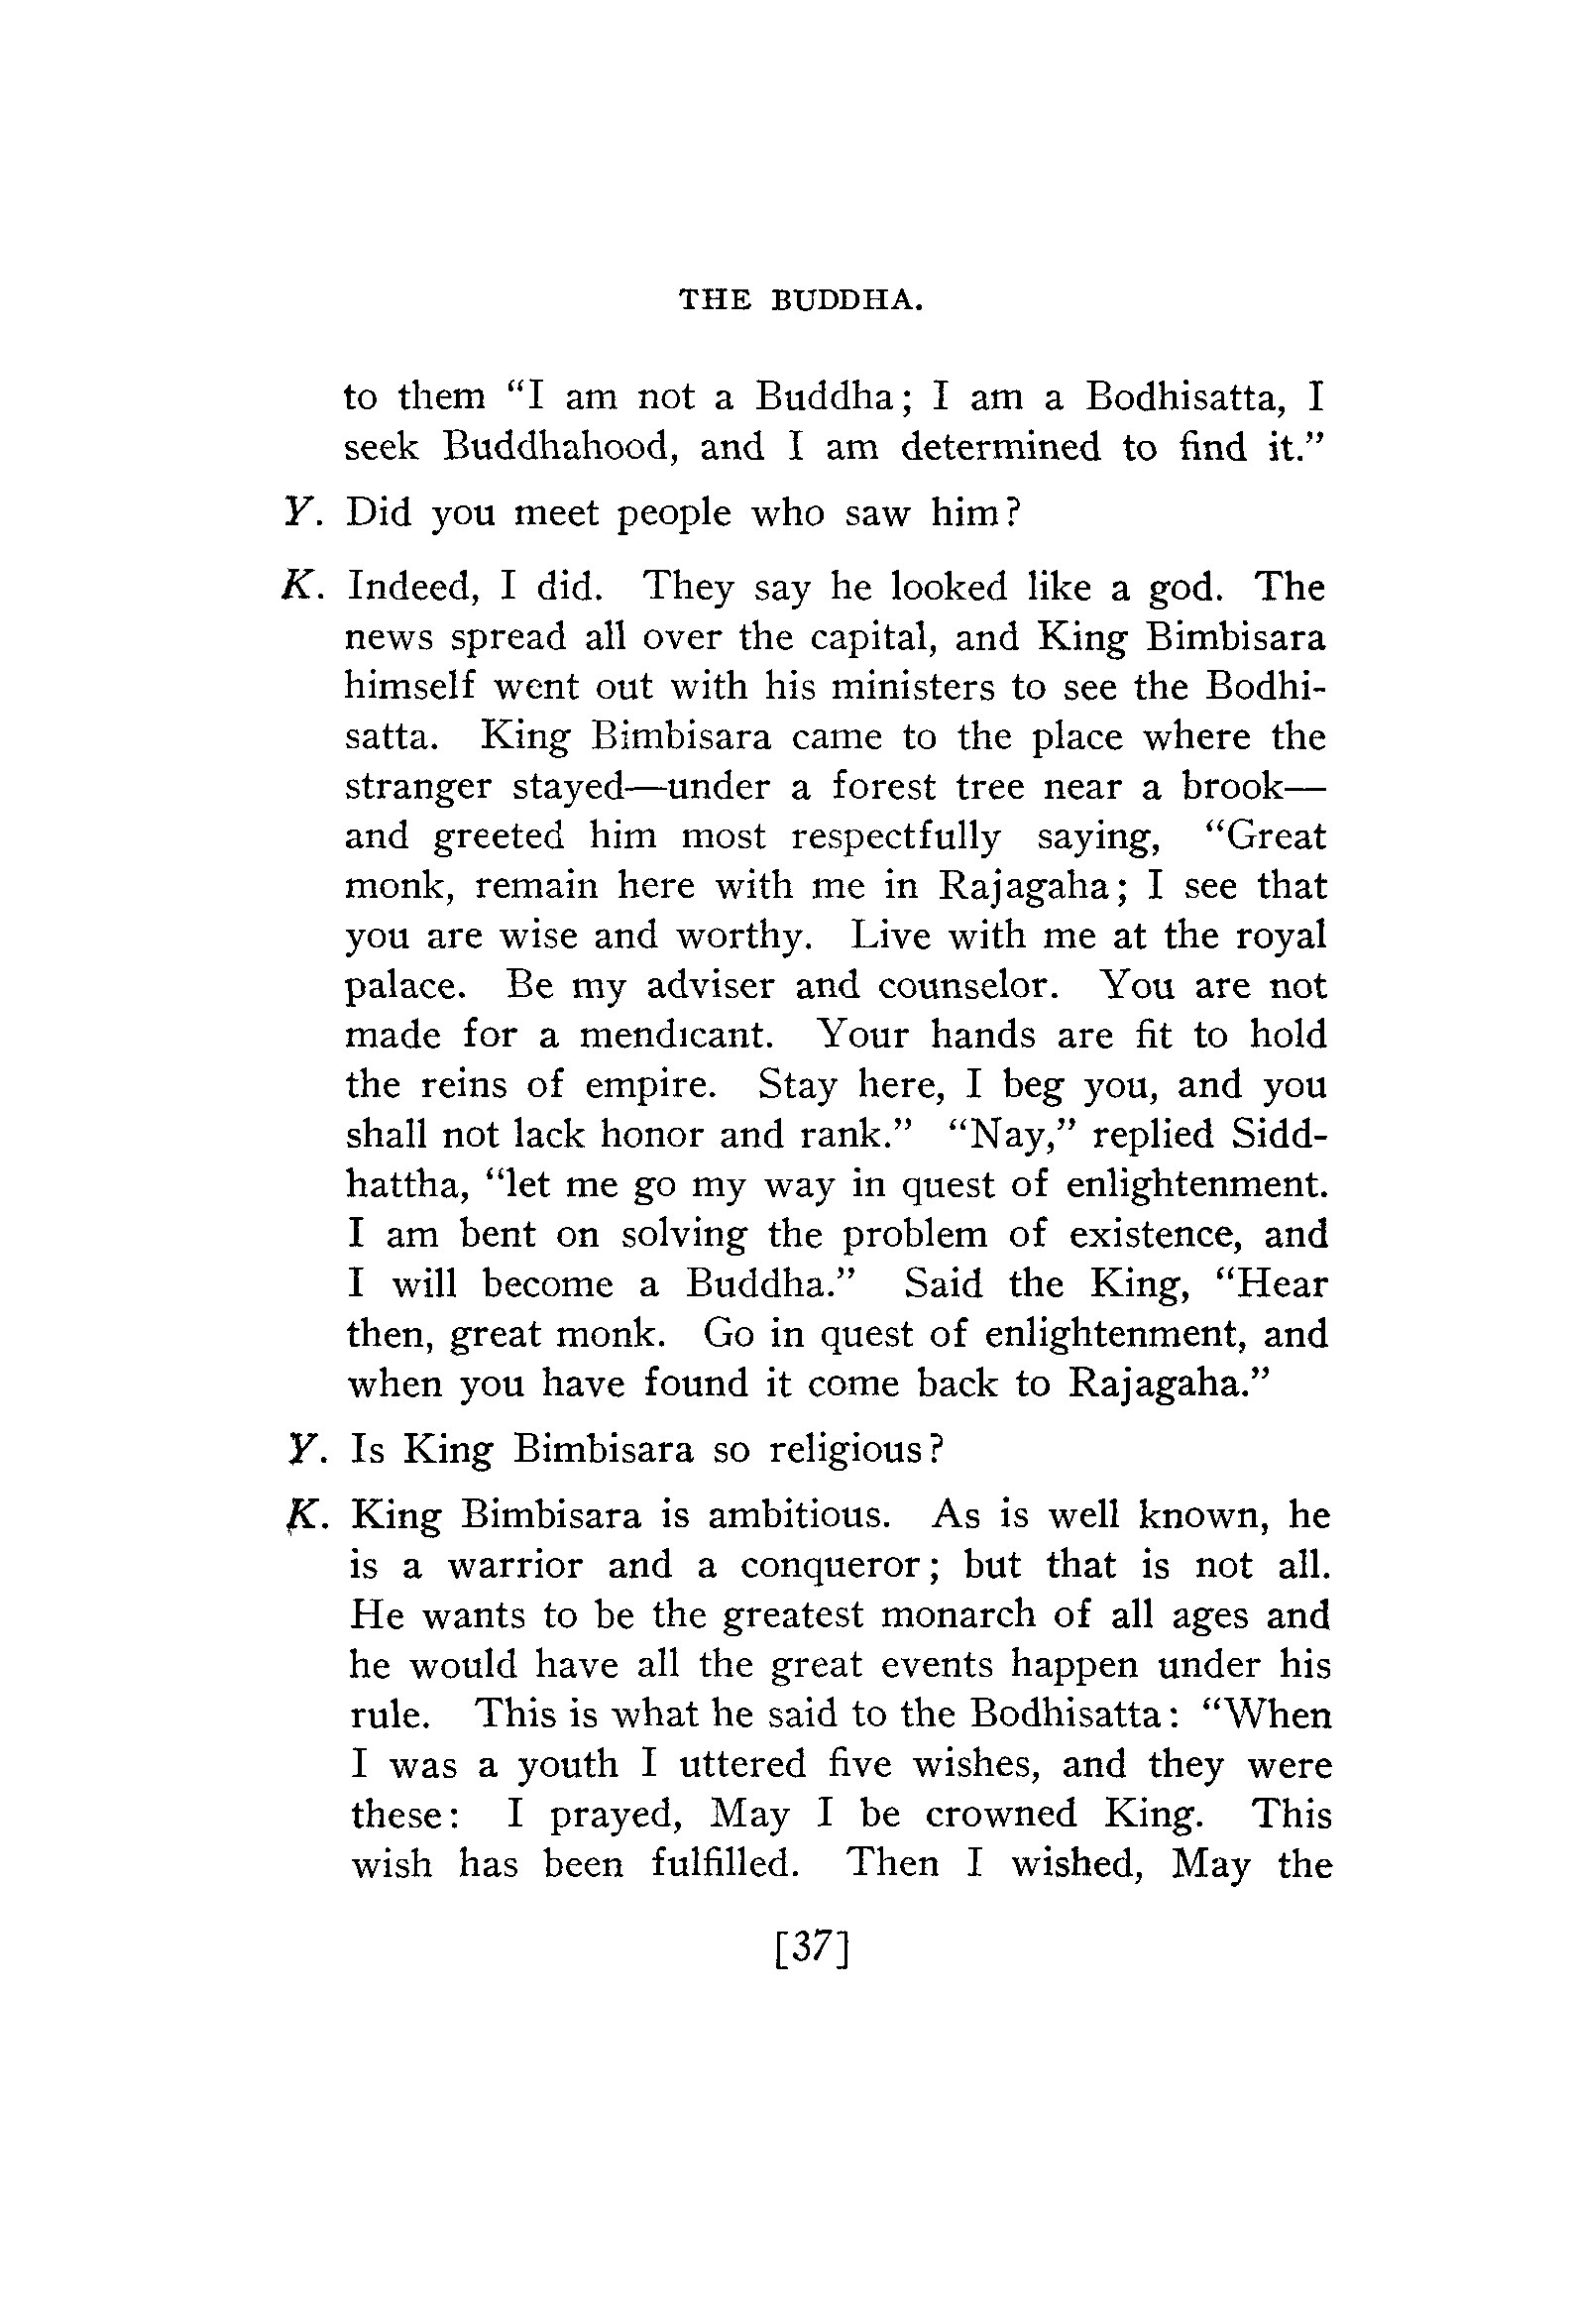 THE BUDDHA.
to them “I am not a Buddha; I am a Bodhisatta, I
seek Buddhahood, and I am determined to find it.”
Y. Did you meet people who saw him?
K. Indeed, I did. They say he looked like a god. The
news spread all over the capital, and King Bimbisara
himself went out with his ministers to see the Bodhi-
satta. King Bimbisara came to the place where the
stranger stayed—under a forest tree near a brook—
and greeted him most respectfully saying, “Great
monk, remain here with me in Rajagaha; I see that
you are wise and worthy. Live with me at the royal
palace. Be my adviser and counselor. You are not
made for a mendicant. Your hands are fit to hold
the reins of empire. Stay here, I beg you, and you
shall not lack honor and rank.” “Nay,” replied Sidd-
hattha, “let me go my way in quest of enlightenment.
I am bent on solving the problem of existence, and
I will become a Buddha.” Said the King, “Hear
then, great monk. Go in quest of enlightenment, and
when you have found it come back to Rajagaha.”
Y. Is King Bimbisara so religious?
K. King Bimbisara is ambitious. As is well known, he
is a warrior and a conqueror; but that is not all.
He wants to be the greatest monarch of all ages and
he would have all the great events happen under his
rule. This is what he said to the Bodhisatta: “When
I was a youth I uttered five wishes, and they were
these: I prayed, May I be crowned King. This
wish has been fulfilled. Then I wished, May the
[37]